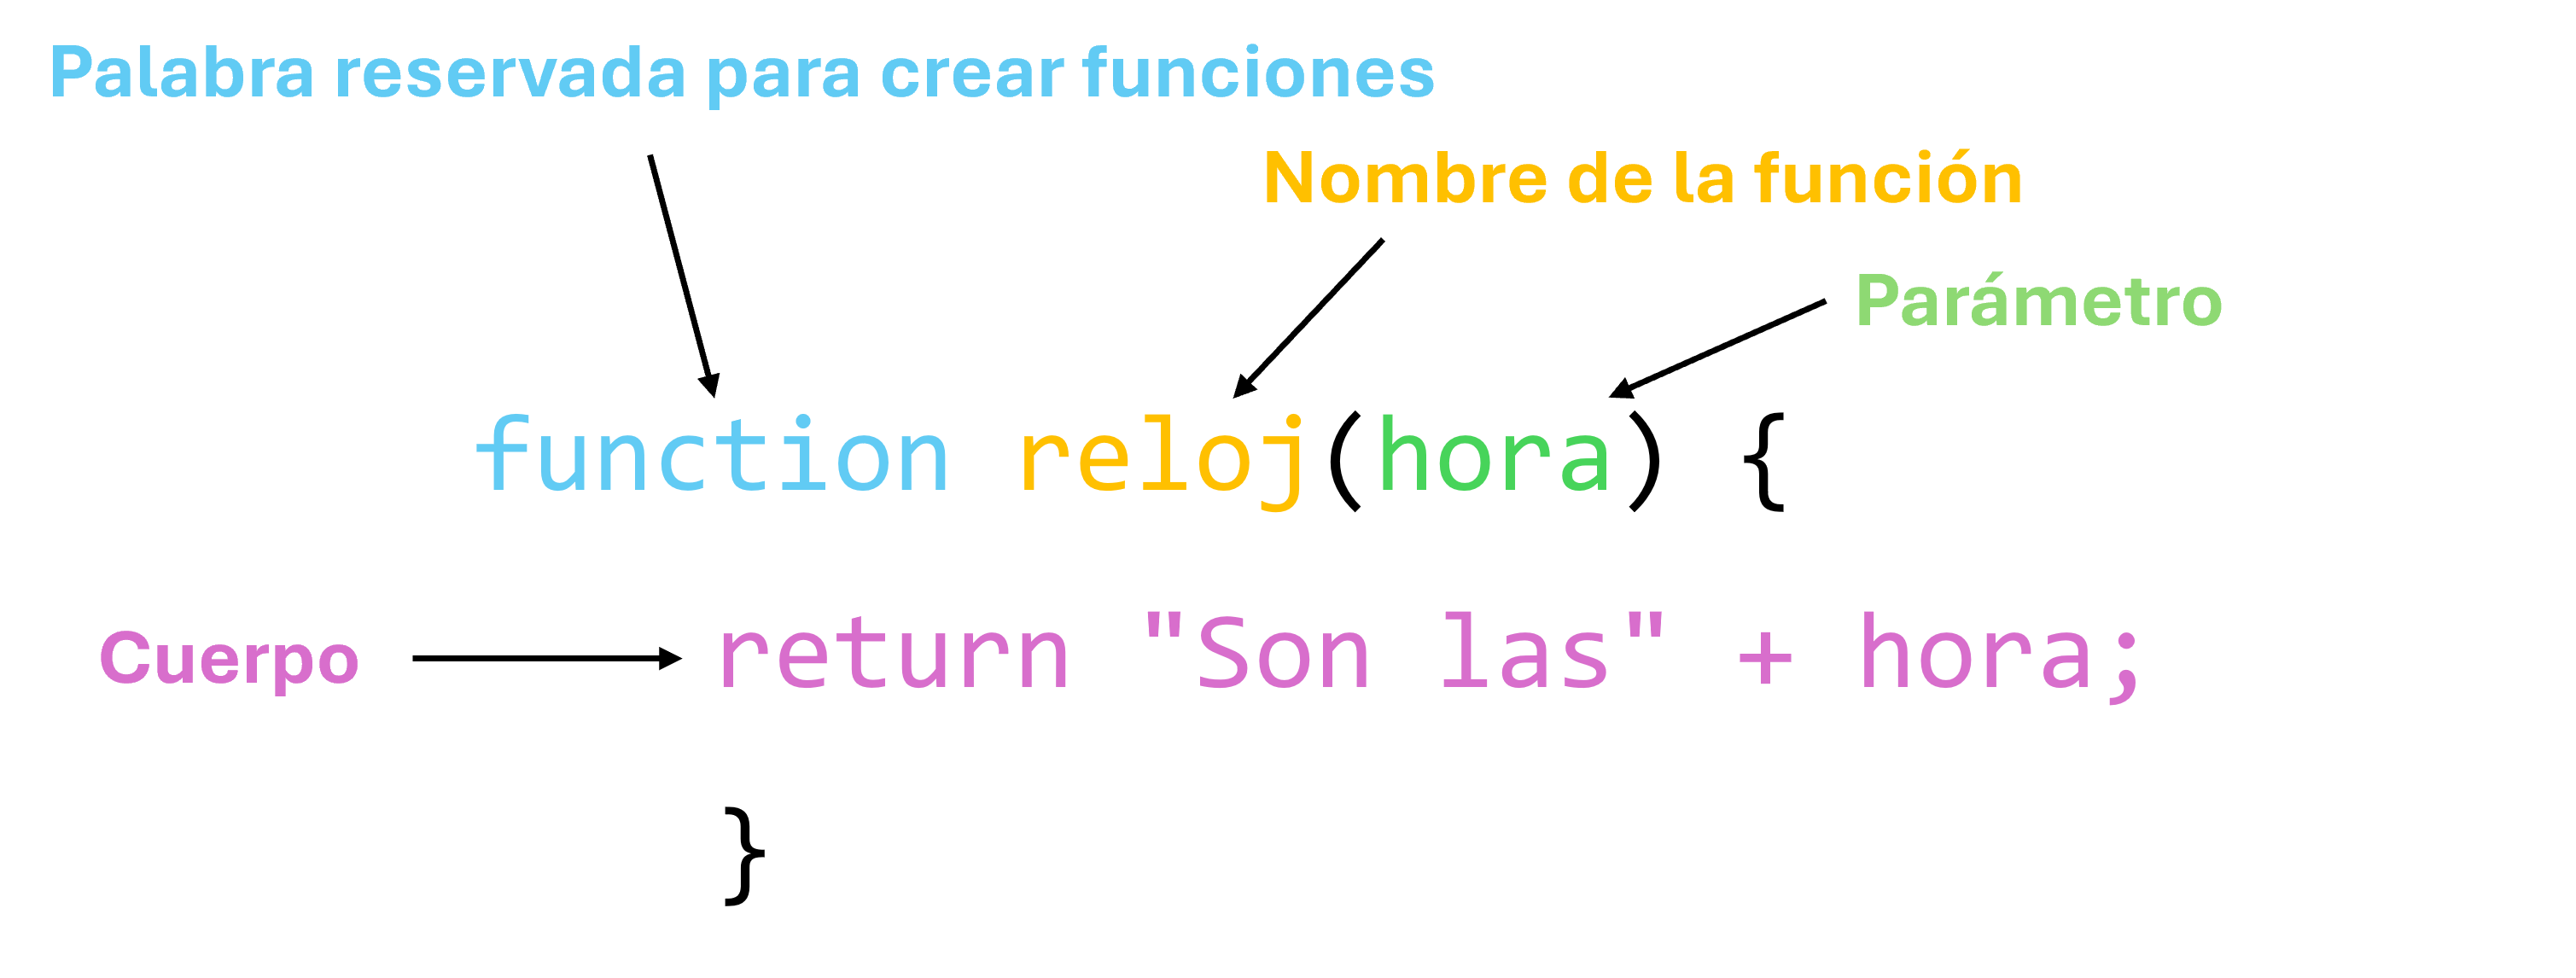 Palabra reservada para crear funciones
Nombre de la función
Parámetro
function reloj(hora) {
Cuerpo
return "Son las" + hora;
}